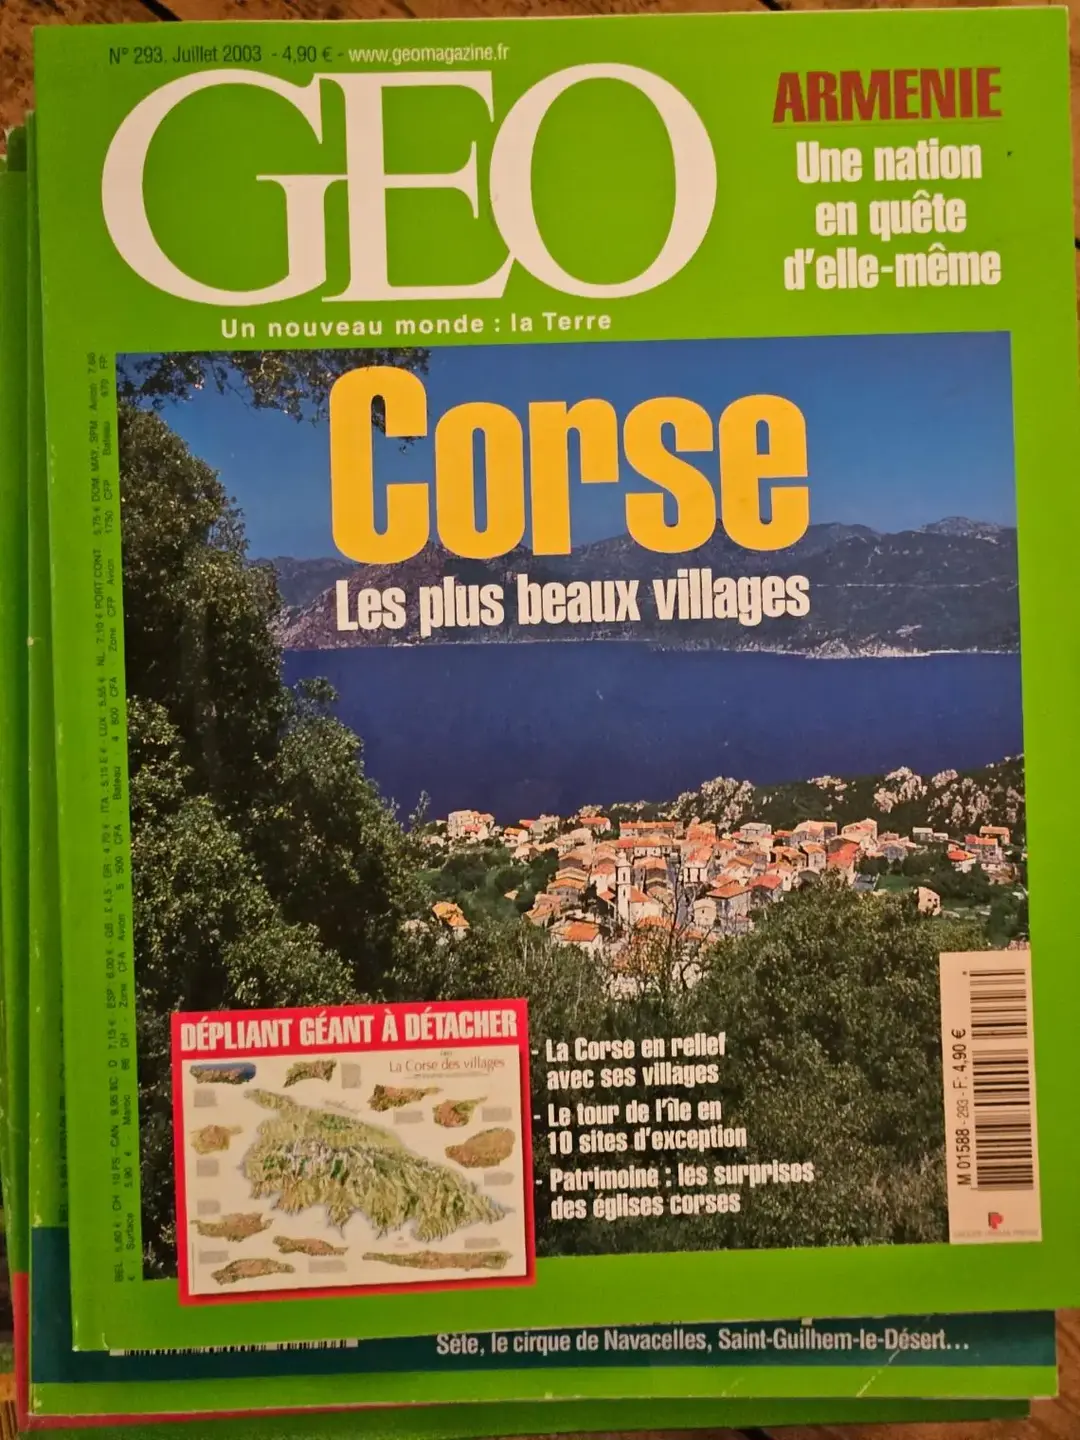 N° 293. Juillet 2003 - 4,90 € - www.geomagazine.fr
GEO
Un nouveau monde : la Terre
ARMENIE
Une nation
en quête
d'elle-même
Corse
Les plus beaux villages
DÉPLIANT GÉANT À DÉTACHER
La Corse des villages
- La Corse en relief
avec ses villages
- Le tour de l'île en
10 sites d'exception
- Patrimoine : les surprises
des églises corses
M 01588 - 293 - F: 4,90 €
Sète, le cirque de Navacelles, Saint-Guilhem-le-Désert...